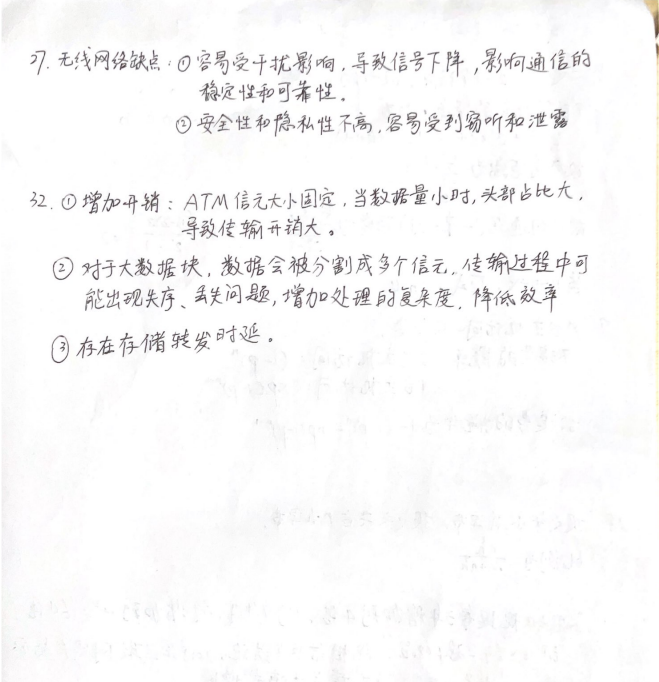 27. 无线网络缺点：① 容易受干扰影响，导致信号下降，影响通信的
稳定性和可靠性。
② 安全性和隐私性不高，容易受到窃听和泄露
32. ① 增加开销：ATM 信元大小固定，当数据量小时，头部占比大，
导致传输开销大。
② 对于大数据块，数据会被分割成多个信元，传输过程中可
能出现失序、丢失问题，增加处理的复杂度，降低效率
③ 存在存储转发时延。